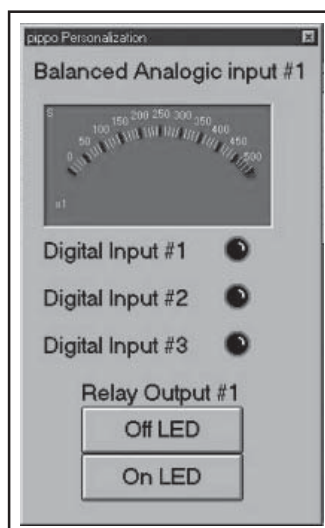 pippo Personalization
Balanced Analogic input #1
S
0 50 100 150 200 250 300 350 400 450 500
Digital Input #1
Digital Input #2
Digital Input #3
Relay Output #1
Off LED
On LED